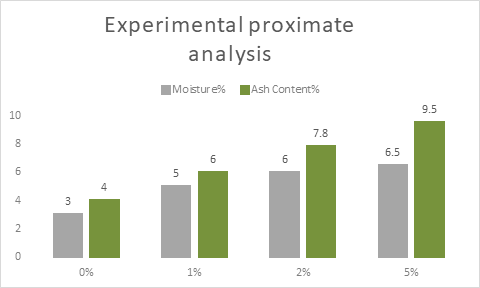 Experimental proximate
analysis
Moisture% Ash Content%
10
8
6
4
2
0
3 4 5 6 6 7.8 6.5 9.5
0% 1% 2% 5%